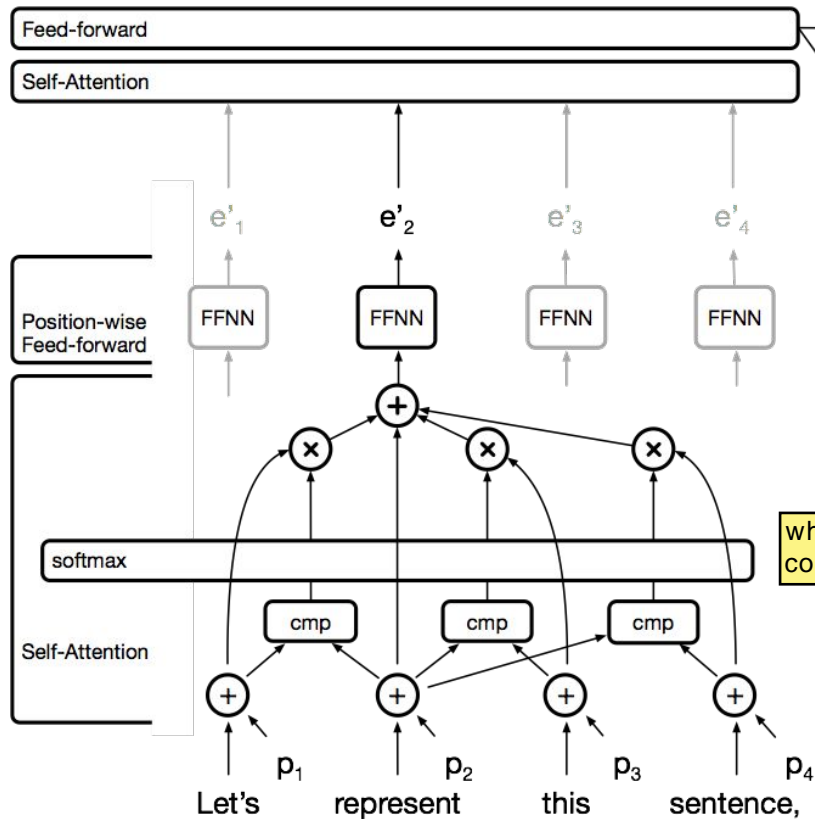 Feed-forward
Self-Attention
e'1 e'2 e'3 e'4
Position-wise
Feed-forward
FFNN FFNN FFNN FFNN
+
× × ×
softmax
cmp cmp cmp
Self-Attention
+ + + +
p1 p2 p3 p4
Let's represent this sentence,